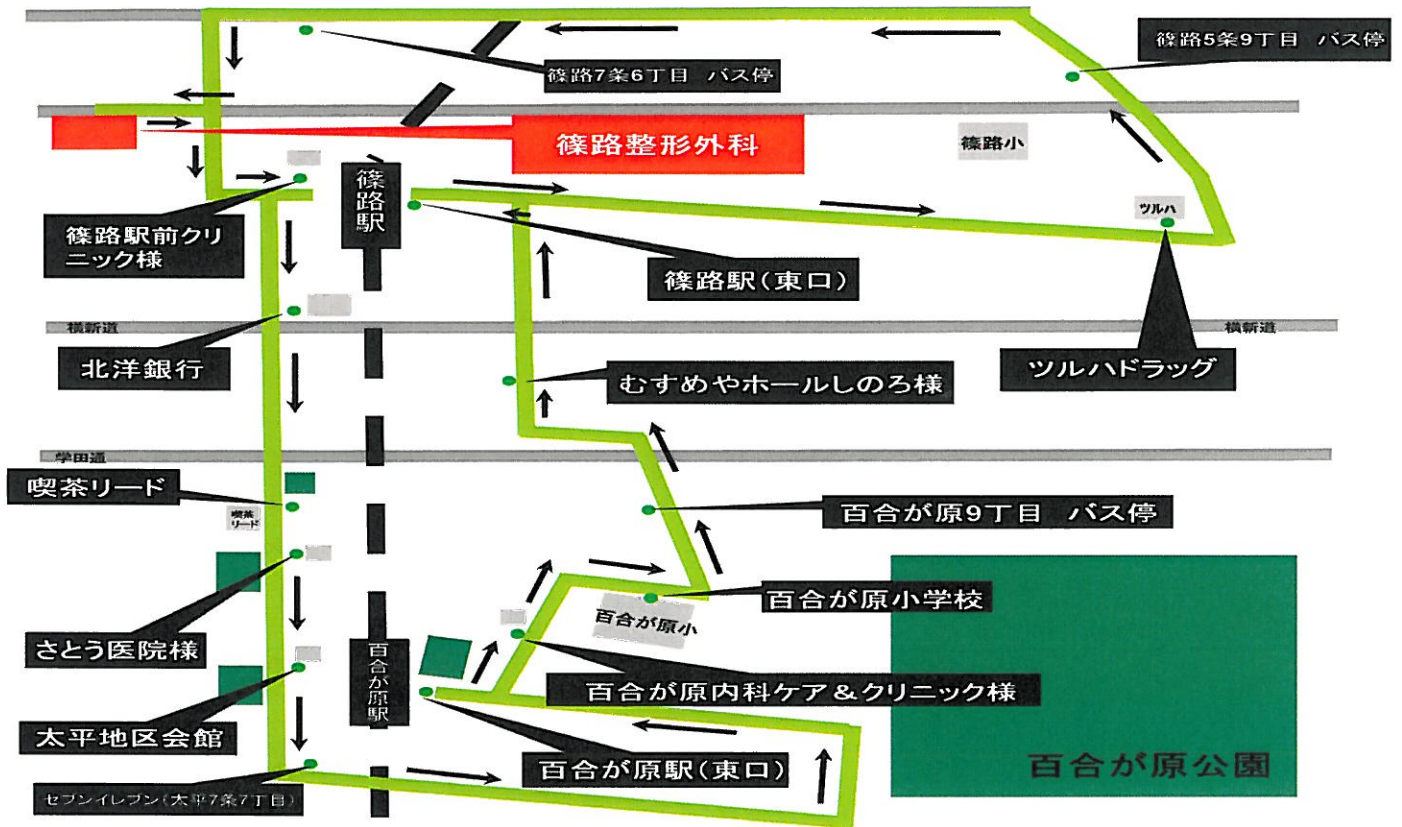 篠路5条9丁目　バス停
篠路7条6丁目　バス停
篠路整形外科
篠路小
篠路駅
ツルハ
篠路駅前クリ
ニック様
篠路駅(東口)
横新道
横新道
北洋銀行
ツルハドラッグ
むすめやホールしのろ様
学田通
喫茶リード
喫茶
リード
百合が原9丁目　バス停
百合が原小学校
百合が原小
さとう医院様
百合が原駅
百合が原内科ケア&クリニック様
太平地区会館
百合が原駅(東口)
百合が原公園
セブンイレブン(太平7条7丁目)